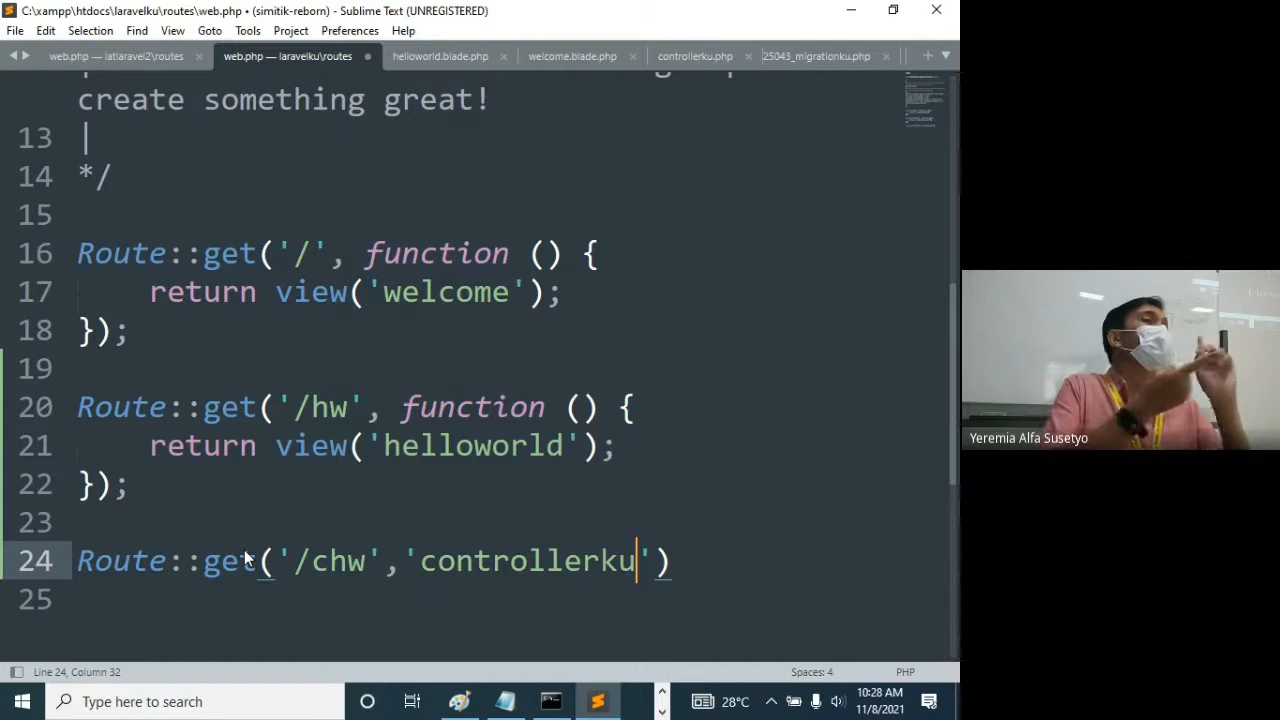 C:\xampp\htdocs\laravelku\routes\web.php • (simitik-reborn) - Sublime Text (UNREGISTERED)
File Edit Selection Find View Goto Tools Project Preferences Help
web.php — latlaravel2\routes
web.php — laravelku\routes
helloworld.blade.php
welcome.blade.php
controllerku.php
25043_migrationku.php
create something great!
13 |
14 */
15
16 Route::get('/', function () {
17 return view('welcome');
18 });
19
20 Route::get('/hw', function () {
21 return view('helloworld');
22 });
23
24 Route::get('/chw','controllerku')
25
Yeremia Alfa Susetyo
Line 24, Column 32
Spaces: 4
PHP
Type here to search
28°C
10:28 AM
11/8/2021